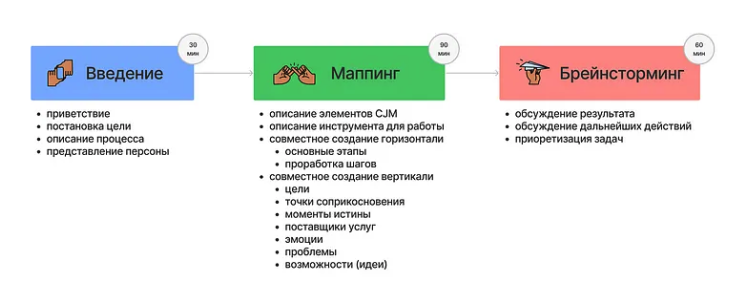 30 мин
Введение
• приветствие
• постановка цели
• описание процесса
• представление персоны
90 мин
Маппинг
• описание элементов CJM
• описание инструмента для работы
• совместное создание горизонтали
• основные этапы
• проработка шагов
• совместное создание вертикали
• цели
• точки соприкосновения
• моменты истины
• поставщики услуг
• эмоции
• проблемы
• возможности (идеи)
60 мин
Брейнсторминг
• обсуждение результата
• обсуждение дальнейших действий
• приоретизация задач